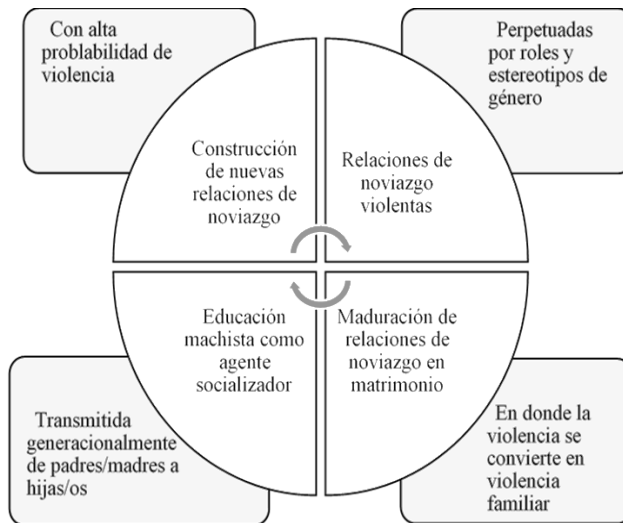 Con alta
problabilidad de
violencia
Perpetuadas
por roles y
estereotipos de
género
Construcción
de nuevas
relaciones de
noviazgo
Relaciones de
noviazgo
violentas
Educación
machista como
agente
socializador
Maduración de
relaciones de
noviazgo en
matrimonio
Transmitida
generacionalmente
de padres/madres a
hijas/os
En donde la
violencia se
convierte en
violencia
familiar